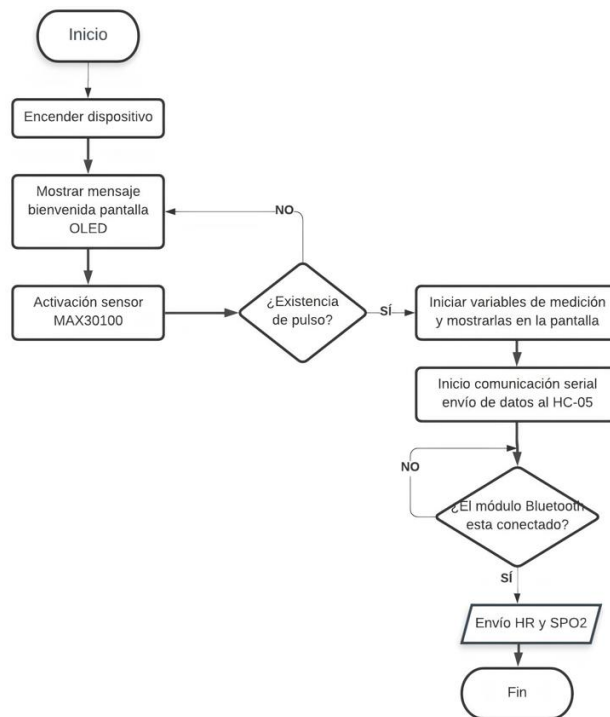 Inicio
Encender dispositivo
Mostrar mensaje
bienvenida pantalla
OLED
NO
Activación sensor
MAX30100
¿Existencia
de pulso?
SÍ
Iniciar variables de medición
y mostrarlas en la pantalla
Inicio comunicación serial
envío de datos al HC-05
NO
¿El módulo Bluetooth
esta conectado?
SÍ
Envío HR y SPO2
Fin